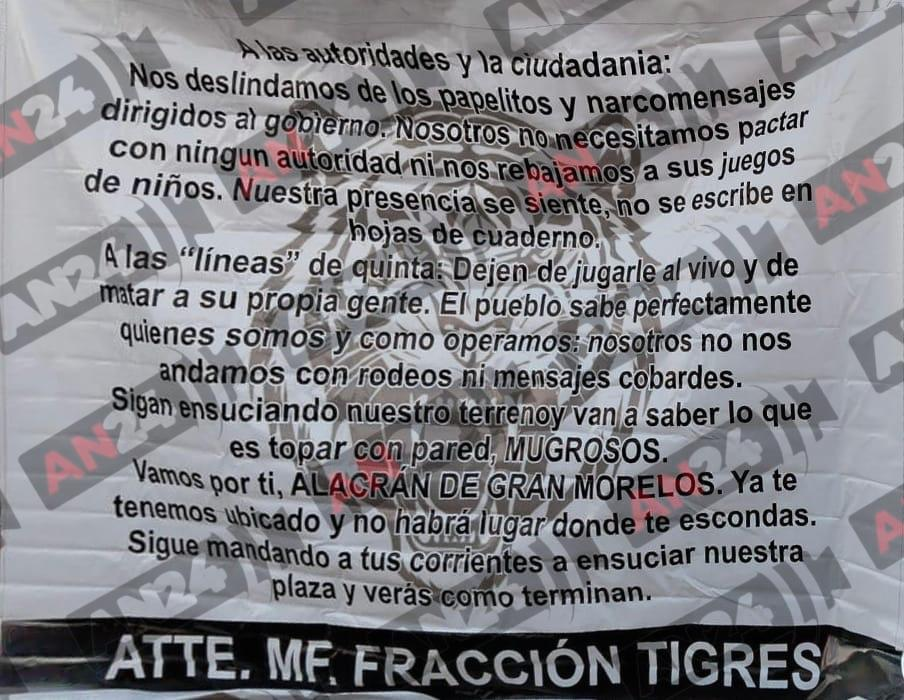 A las autoridades y la ciudadania:
Nos deslindamos de los papelitos y narcomensajes
dirigidos al gobierno. Nosotros no necesitamos pactar
con ningun autoridad ni nos rebajamos a sus juegos
de niños. Nuestra presencia se siente, no se escribe en
hojas de cuaderno.
A las “líneas” de quinta: Dejen de jugarle al vivo y de
matar a su propia gente. El pueblo sabe perfectamente
quienes somos y como operamos: nosotros no nos
andamos con rodeos ni mensajes cobardes.
Sigan ensuciando nuestro terrenoy van a saber lo que
es topar con pared, MUGROSOS.
Vamos por ti, ALACRÁN DE GRAN MORELOS. Ya te
tenemos ubicado y no habrá lugar donde te escondas.
Sigue mandando a tus corrientes a ensuciar nuestra
plaza y verás como terminan.
ATTE. MF. FRACCIÓN TIGRES
AN24